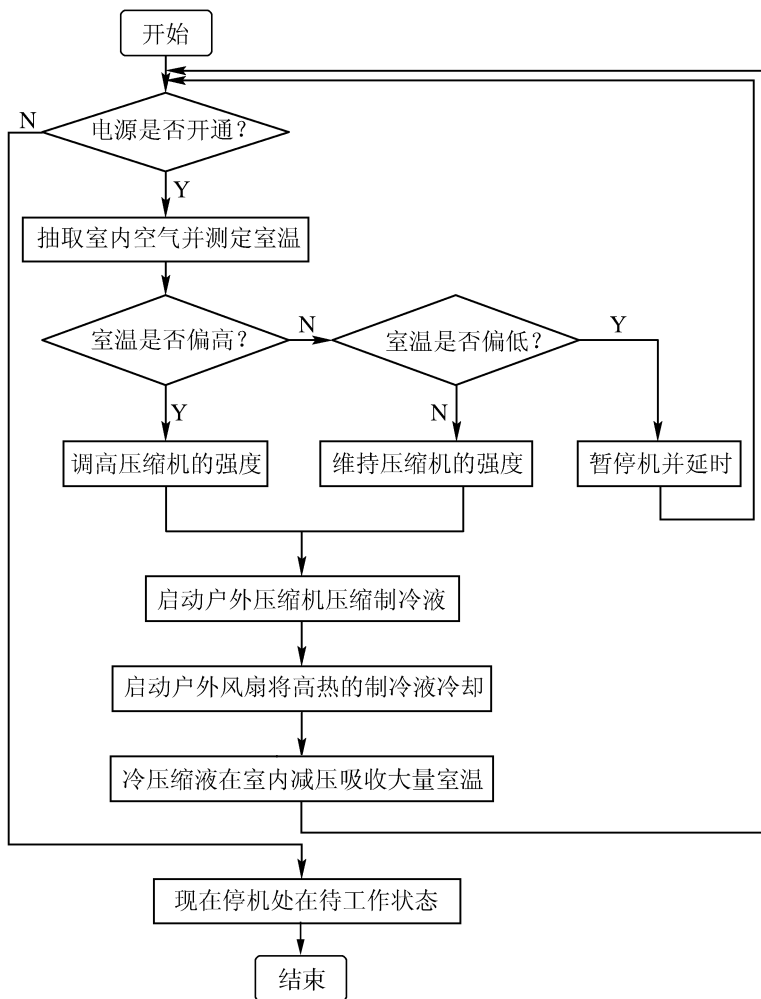 开始
电源是否开通?
N
Y
抽取室内空气并测定室温
室温是否偏高?
N
室温是否偏低?
Y
Y
N
调高压缩机的强度
维持压缩机的强度
暂停机并延时
启动户外压缩机压缩制冷液
启动户外风扇将高热的制冷液冷却
冷压缩液在室内减压吸收大量室温
现在停机处在待工作状态
结束